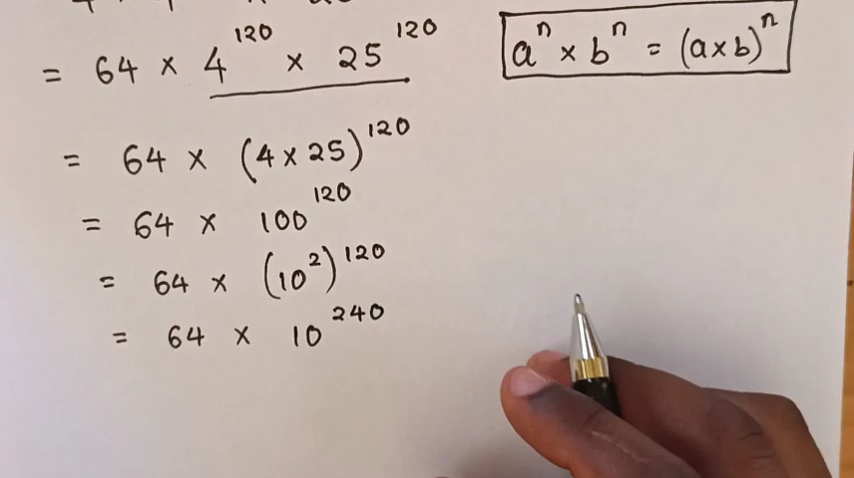 = 64 × 4^120 × 25^120
a^n × b^n = (a×b)^n
= 64 × (4×25)^120
= 64 × 100^120
= 64 × (10^2)^120
= 64 × 10^240